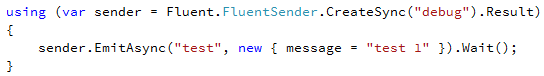 using (var sender = Fluent.FluentSender.CreateSync("debug").Result)
{
    sender.EmitAsync("test", new { message = "test 1" }).Wait();
}